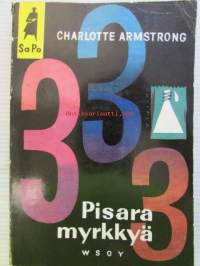 CHARLOTTE ARMSTRONG
SaPo
3
3
3
Pisara
myrkkyä
WSOY